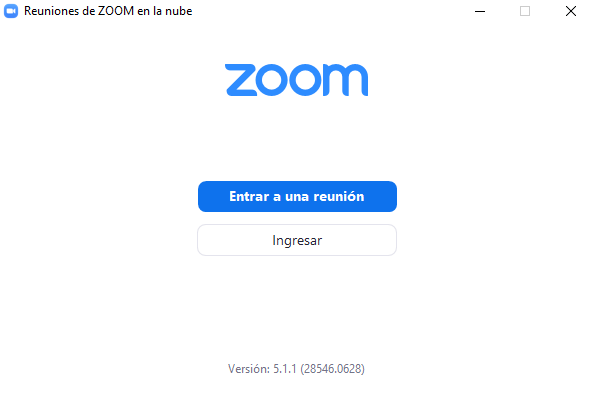 Reuniones de ZOOM en la nube
zoom
Entrar a una reunión
Ingresar
Versión: 5.1.1 (28546.0628)